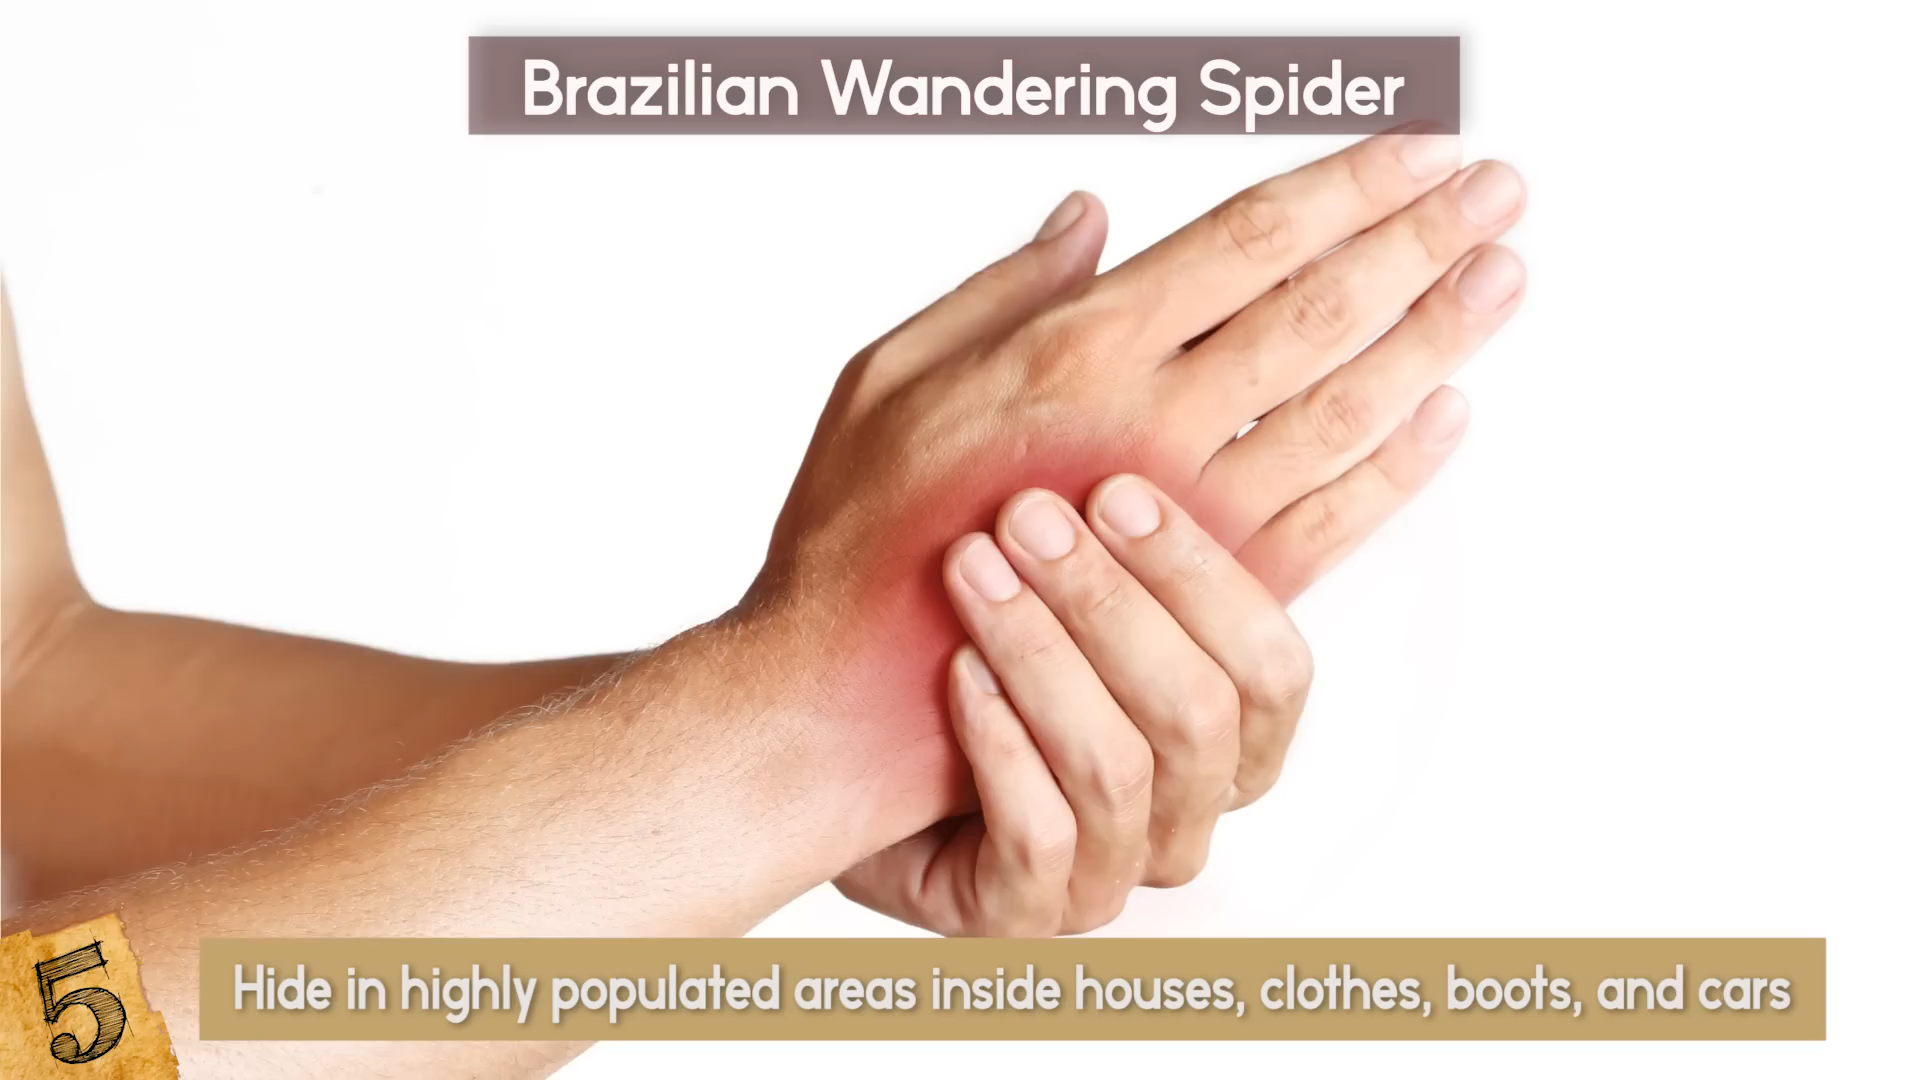 Brazilian Wandering Spider
5
Hide in highly populated areas inside houses, clothes, boots, and cars